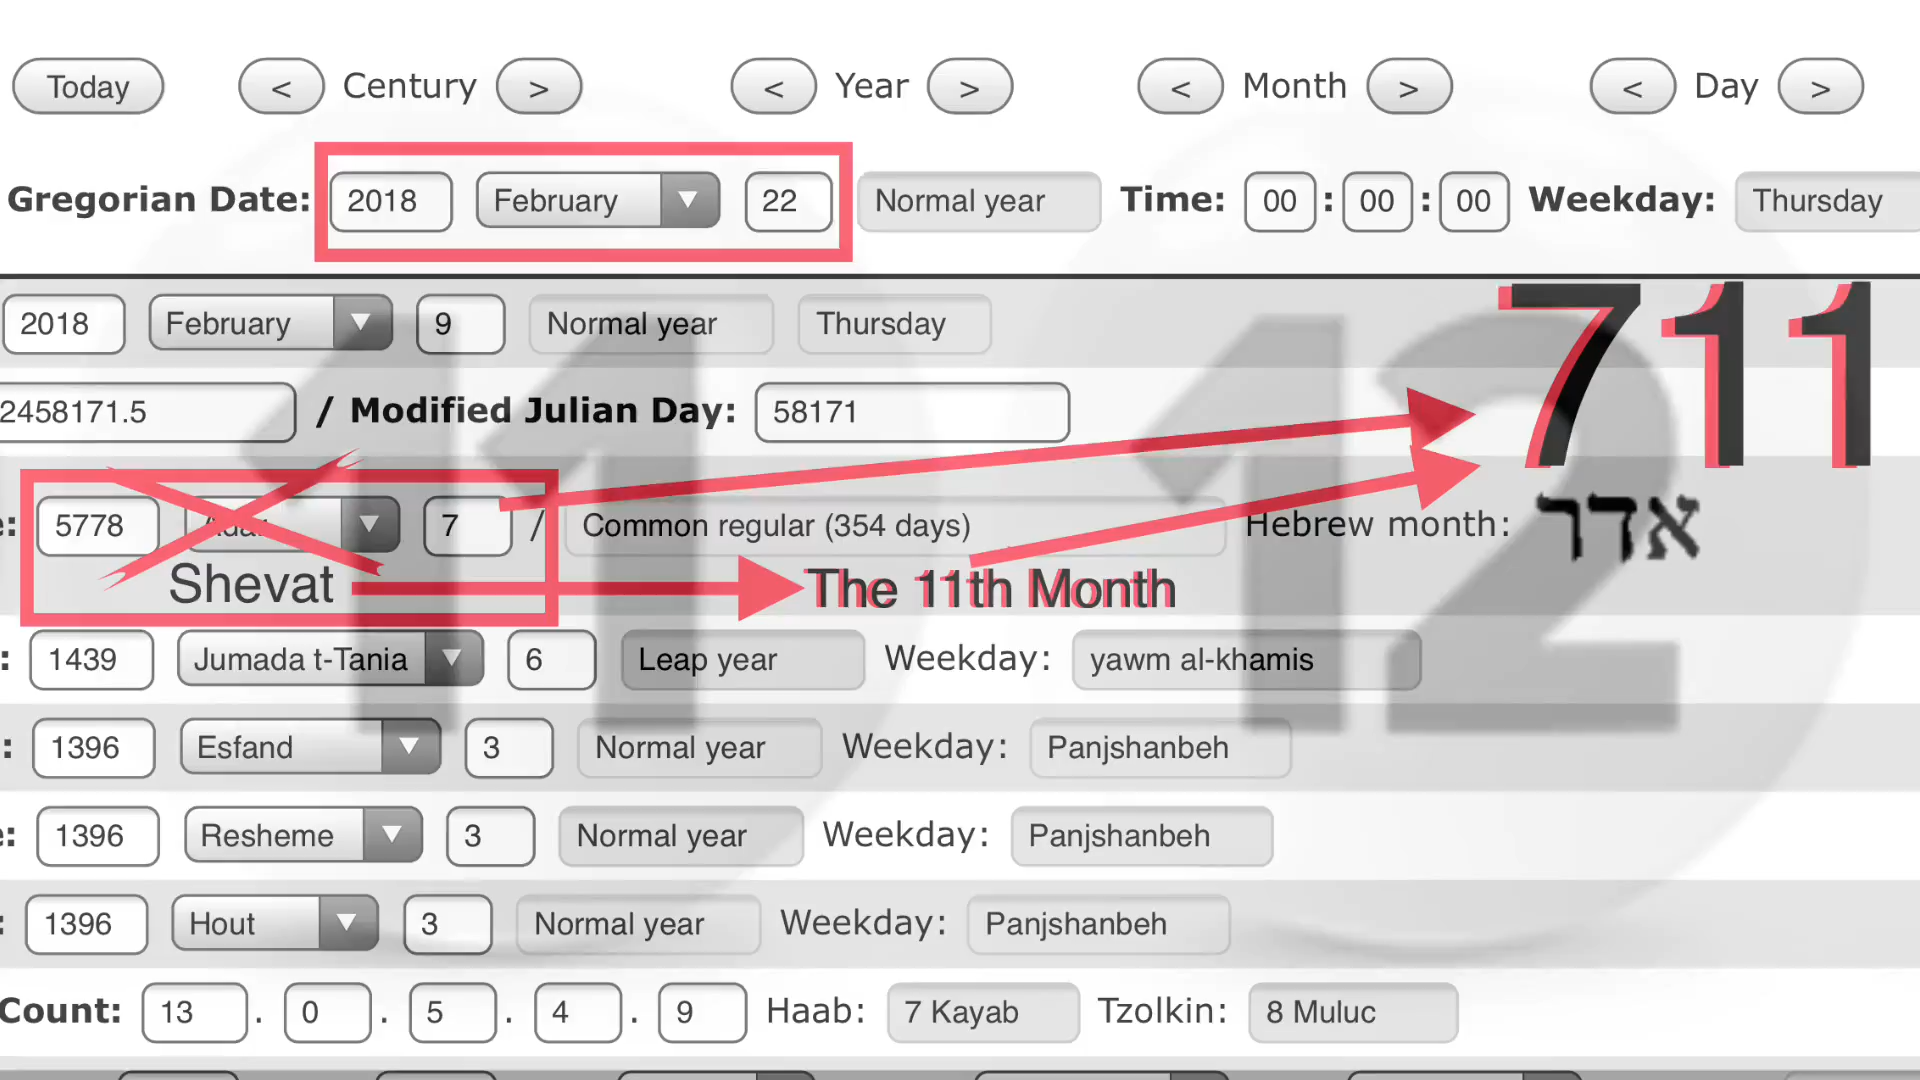 Today < Century > < Year > < Month > < Day >
Gregorian Date: 2018 February 22 Normal year Time: 00 : 00 : 00 Weekday: Thursday
2018 February 9 Normal year Thursday
711
2458171.5 / Modified Julian Day: 58171
11 12
5778 7 / Common regular (354 days) Hebrew month: אדר
Shevat The 11th Month
1439 Jumada t-Tania 6 Leap year Weekday: yawm al-khamis
1396 Esfand 3 Normal year Weekday: Panjshanbeh
1396 Resheme 3 Normal year Weekday: Panjshanbeh
1396 Hout 3 Normal year Weekday: Panjshanbeh
Count: 13 . 0 . 5 . 4 . 9 Haab: 7 Kayab Tzolkin: 8 Muluc